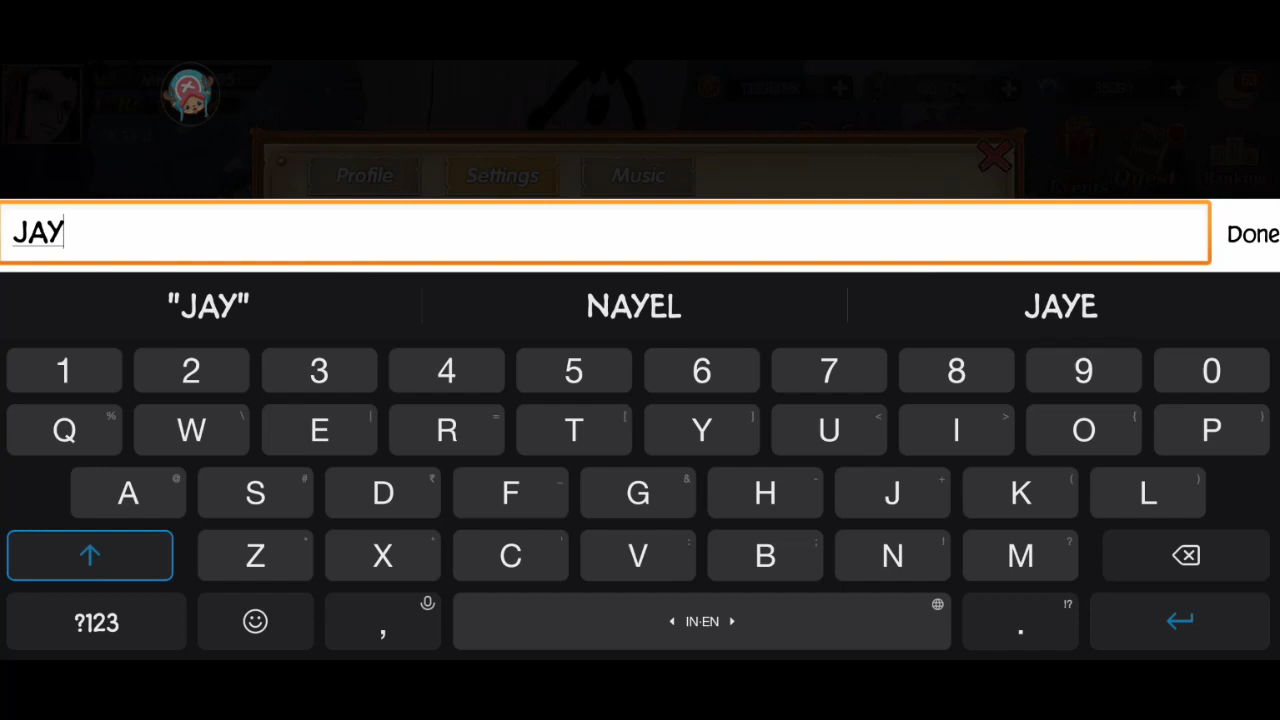 Profile Settings Music
JAY
Done
"JAY" NAYEL JAYE
1 2 3 4 5 6 7 8 9 0
Q % W \ E | R = T [ Y ] U < I > O { P }
A @ S # D ₹ F _ G & H - J + K ( L )
Z X C V : B ; N ! M ?
?123 , IN-EN . !?